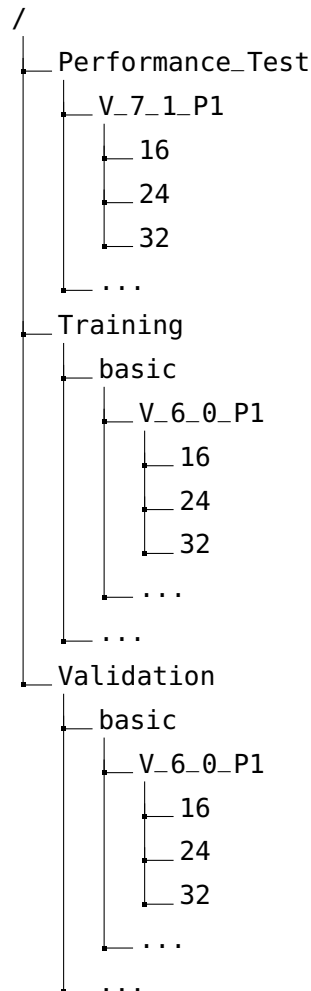 /
Performance_Test
V_7_1_P1
16
24
32
...
Training
basic
V_6_0_P1
16
24
32
...
...
Validation
basic
V_6_0_P1
16
24
32
...
...